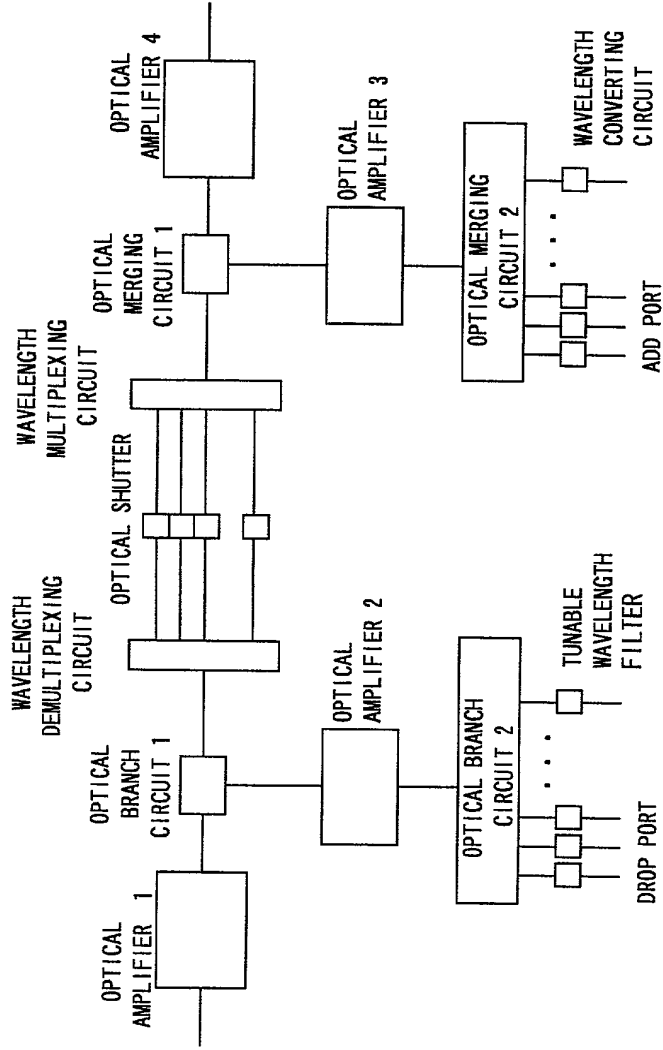 OPTICAL
AMPLIFIER 1
OPTICAL
BRANCH
CIRCUIT 1
WAVELENGTH
DEMULTIPLEXING
CIRCUIT
OPTICAL SHUTTER
WAVELENGTH
MULTIPLEXING
CIRCUIT
OPTICAL
MERGING
CIRCUIT 1
OPTICAL
AMPLIFIER 4
OPTICAL
AMPLIFIER 2
OPTICAL
AMPLIFIER 3
OPTICAL BRANCH
CIRCUIT 2
OPTICAL MERGING
CIRCUIT 2
DROP PORT
TUNABLE
WAVELENGTH
FILTER
ADD PORT
WAVELENGTH
CONVERTING
CIRCUIT